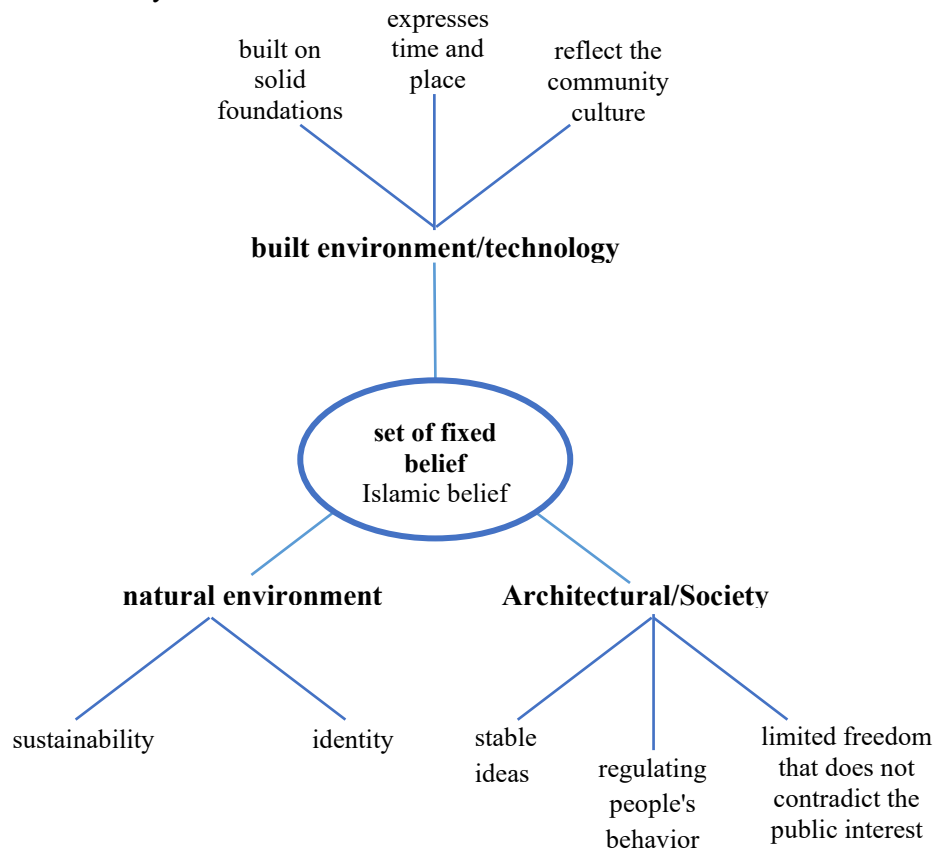 expresses
time and
place
built on
solid
foundations
reflect the
community
culture
built environment/technology
set of fixed
belief
Islamic belief
natural environment
Architectural/Society
sustainability
identity
stable
ideas
regulating
people's
behavior
limited freedom
that does not
contradict the
public interest